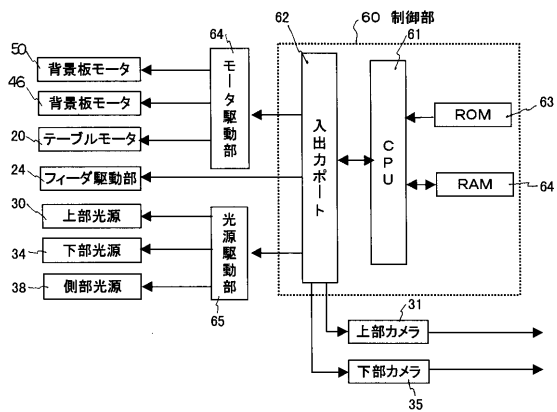 60 制御部
62
61
64
50
背景板モータ
46
背景板モータ
20
テーブルモータ
24
フィーダ駆動部
30
上部光源
34
下部光源
38
側部光源
モータ駆動部
光源駆動部
65
入出力ポート
CPU
ROM
63
RAM
64
31
上部カメラ
下部カメラ
35